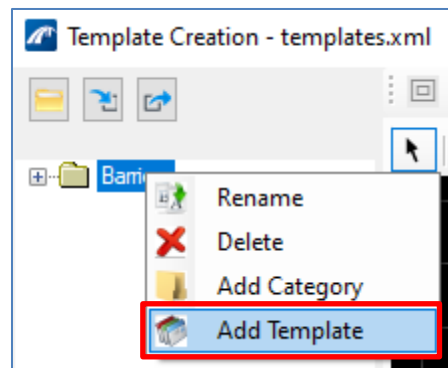 Template Creation - templates.xml
Rename
Delete
Add Category
Add Template